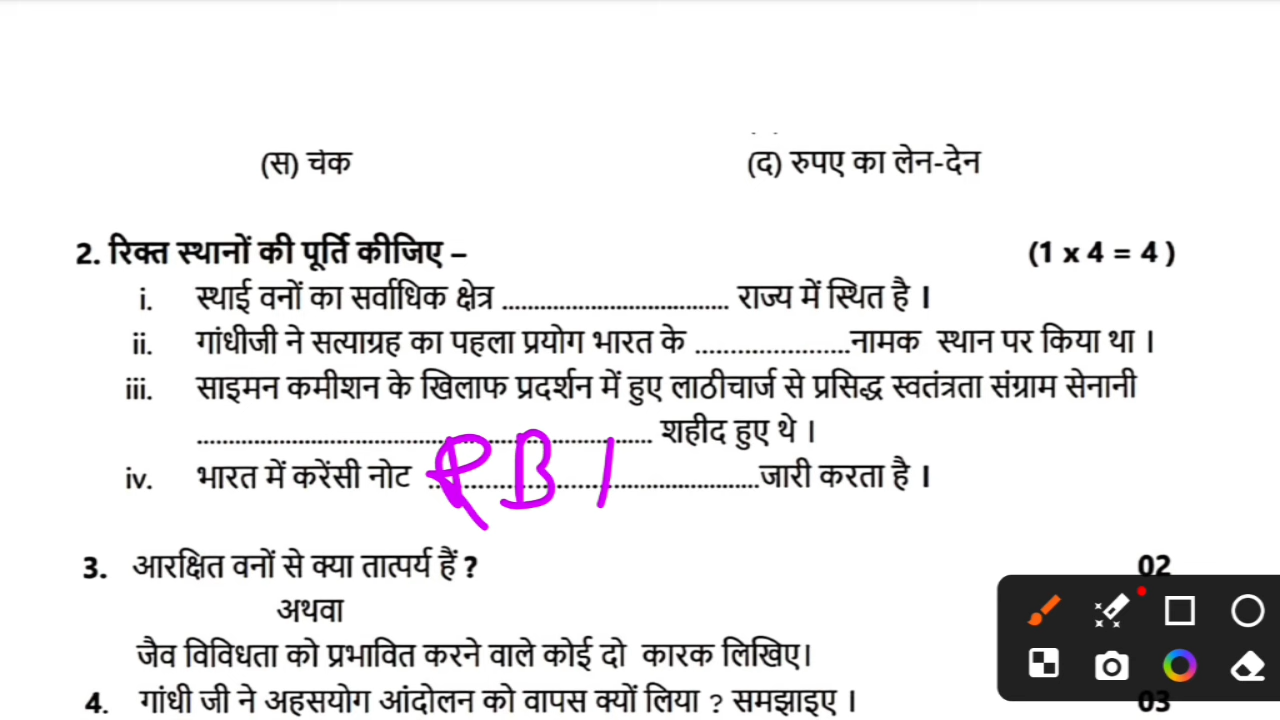 (स) चेक (द) रुपए का लेन-देन
2. रिक्त स्थानों की पूर्ति कीजिए – (1 x 4 = 4 )
i. स्थाई वनों का सर्वाधिक क्षेत्र .................................... राज्य में स्थित है ।
ii. गांधीजी ने सत्याग्रह का पहला प्रयोग भारत के ......................नामक स्थान पर किया था ।
iii. साइमन कमीशन के खिलाफ प्रदर्शन में हुए लाठीचार्ज से प्रसिद्ध स्वतंत्रता संग्राम सेनानी
........................................................................ शहीद हुए थे ।
iv. भारत में करेंसी नोट RBI ....................जारी करता है ।
3. आरक्षित वनों से क्या तात्पर्य हैं ? 02
अथवा
जैव विविधता को प्रभावित करने वाले कोई दो कारक लिखिए।
4. गांधी जी ने अहसयोग आंदोलन को वापस क्यों लिया ? समझाइए । 03